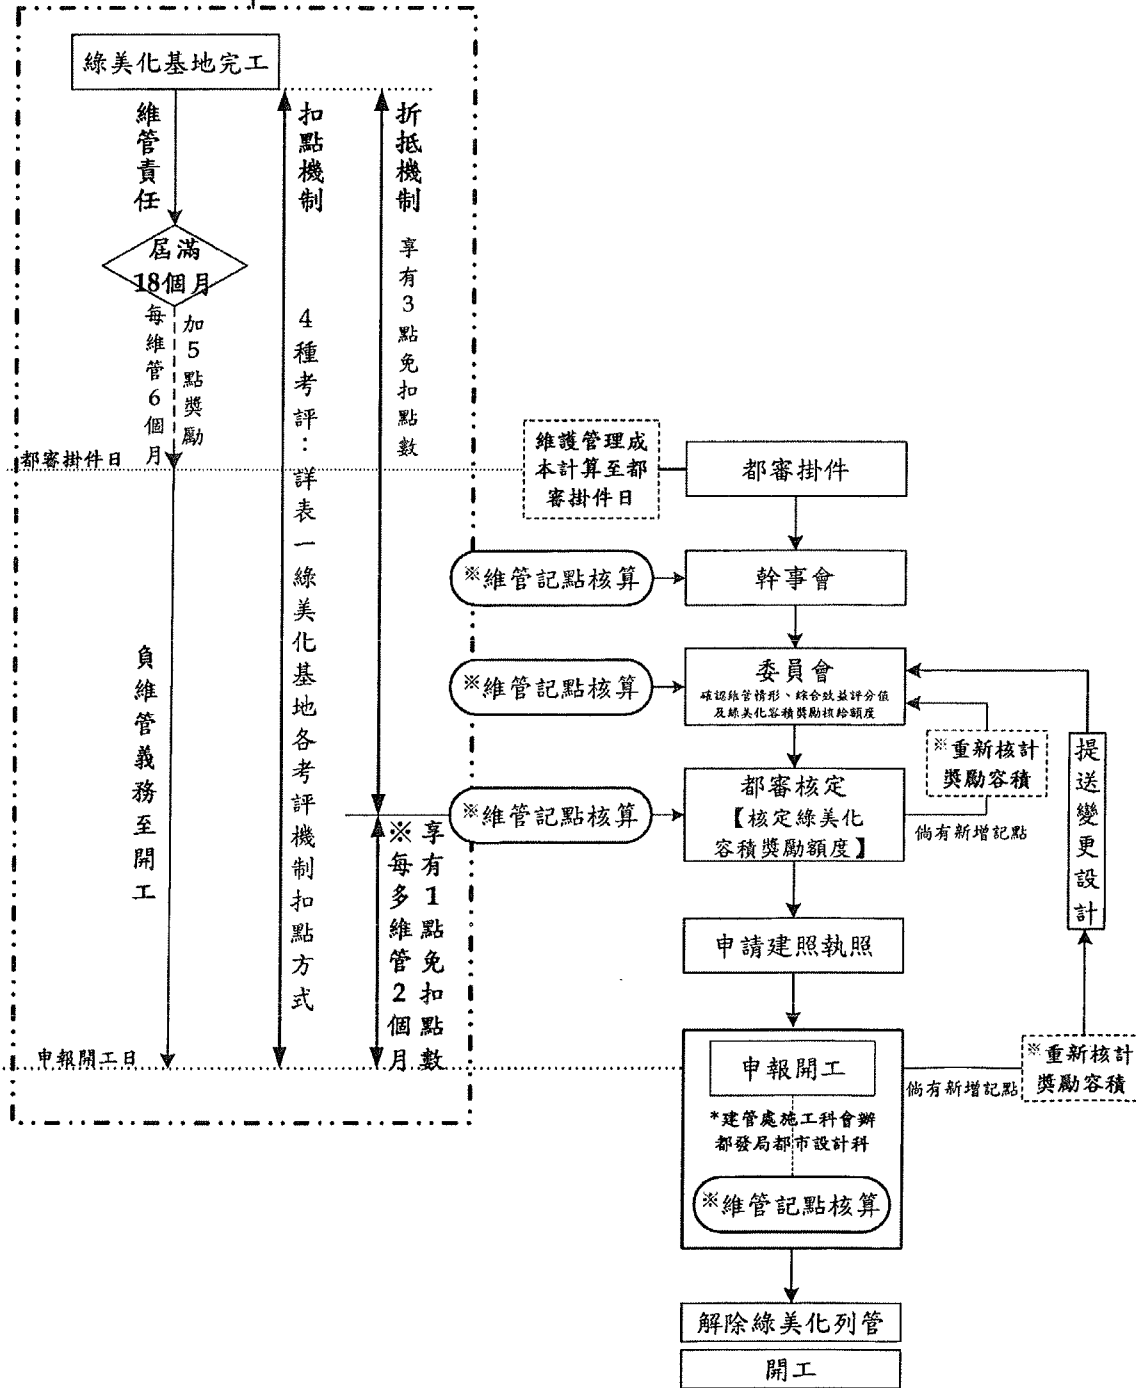 綠美化基地完工
維管責任
屆滿
18個月
每維管6個月
加5點獎勵
都審掛件日
負維管義務至開工
申報開工日
扣點機制
4種考評：詳表一綠美化基地各考評機制扣點方式
折抵機制
享有3點免扣點數
※每多維管2個月
享有1點免扣點數
維護管理成
本計算至都
審掛件日
都審掛件
※維管記點核算
幹事會
※維管記點核算
委員會
確認維管情形、綜合效益評分值
及綠美化容積獎勵核給額度
※維管記點核算
都審核定
【核定綠美化
容積獎勵額度】
倘有新增記點
※重新核計
獎勵容積
提送變更設計
申請建照執照
申報開工
*建管處施工科會辦
都發局都市設計科
※維管記點核算
倘有新增記點
※重新核計
獎勵容積
解除綠美化列管
開工